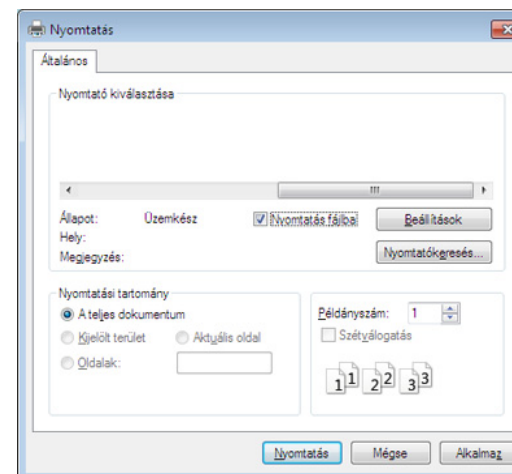 Nyomtatás
Általános
Nyomtató kiválasztása
Állapot: Üzemkész
Nyomtatás fájlba
Beállítások
Hely:
Megjegyzés:
Nyomtatókeresés...
Nyomtatási tartomány
A teljes dokumentum
Kijelölt terület
Aktuális oldal
Oldalak:
Példányszám: 1
Szétválogatás
1 1 2 2 3 3
Nyomtatás
Mégse
Alkalmaz